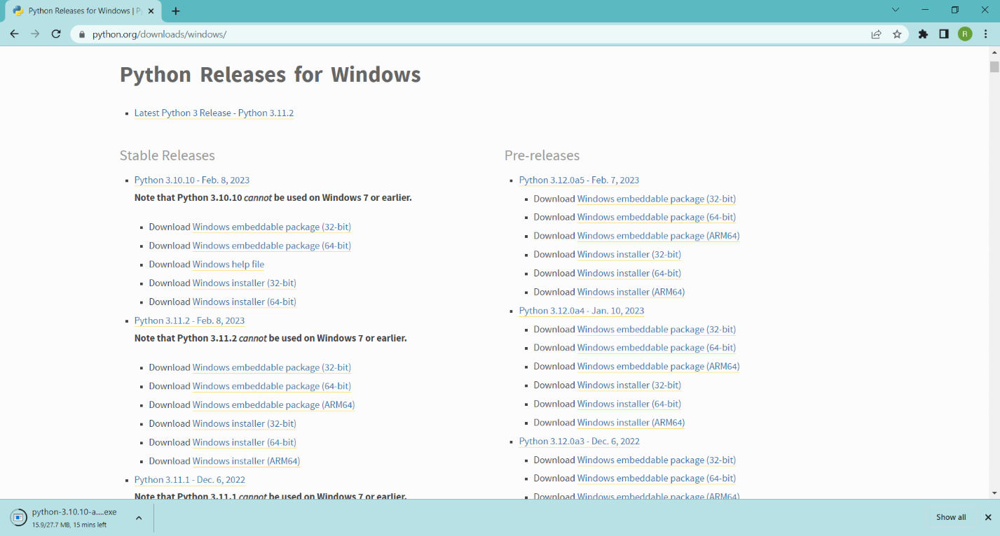 Python Releases for Windows | P
python.org/downloads/windows/
R
Python Releases for Windows
Latest Python 3 Release - Python 3.11.2
Stable Releases
Python 3.10.10 - Feb. 8, 2023
Note that Python 3.10.10 cannot be used on Windows 7 or earlier.
Download Windows embeddable package (32-bit)
Download Windows embeddable package (64-bit)
Download Windows help file
Download Windows installer (32-bit)
Download Windows installer (64-bit)
Python 3.11.2 - Feb. 8, 2023
Note that Python 3.11.2 cannot be used on Windows 7 or earlier.
Download Windows embeddable package (32-bit)
Download Windows embeddable package (64-bit)
Download Windows embeddable package (ARM64)
Download Windows installer (32-bit)
Download Windows installer (64-bit)
Download Windows installer (ARM64)
Python 3.11.1 - Dec. 6, 2022
Note that Python 3.11.1 cannot be used on Windows 7 or earlier.
Pre-releases
Python 3.12.0a5 - Feb. 7, 2023
Download Windows embeddable package (32-bit)
Download Windows embeddable package (64-bit)
Download Windows embeddable package (ARM64)
Download Windows installer (32-bit)
Download Windows installer (64-bit)
Download Windows installer (ARM64)
Python 3.12.0a4 - Jan. 10, 2023
Download Windows embeddable package (32-bit)
Download Windows embeddable package (64-bit)
Download Windows embeddable package (ARM64)
Download Windows installer (32-bit)
Download Windows installer (64-bit)
Download Windows installer (ARM64)
Python 3.12.0a3 - Dec. 6, 2022
Download Windows embeddable package (32-bit)
Download Windows embeddable package (64-bit)
Download Windows embeddable package (ARM64)
python-3.10.10-a....exe
15.9/27.7 MB, 15 mins left
Show all